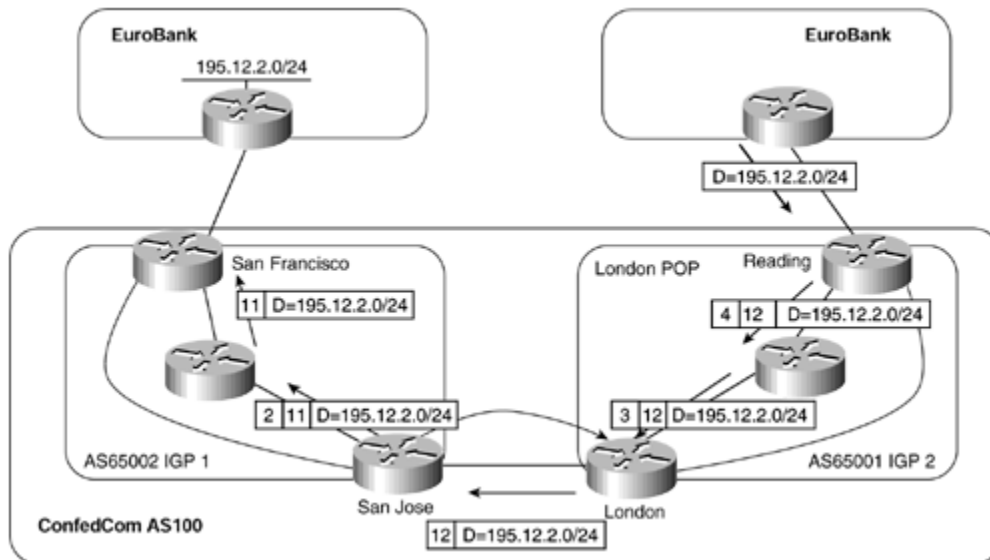 EuroBank
195.12.2.0/24
EuroBank
D=195.12.2.0/24
San Francisco
11 D=195.12.2.0/24
2 11 D=195.12.2.0/24
AS65002 IGP 1
San Jose
London POP
Reading
4 12 D=195.12.2.0/24
3 12 D=195.12.2.0/24
AS65001 IGP 2
London
12 D=195.12.2.0/24
ConfedCom AS100